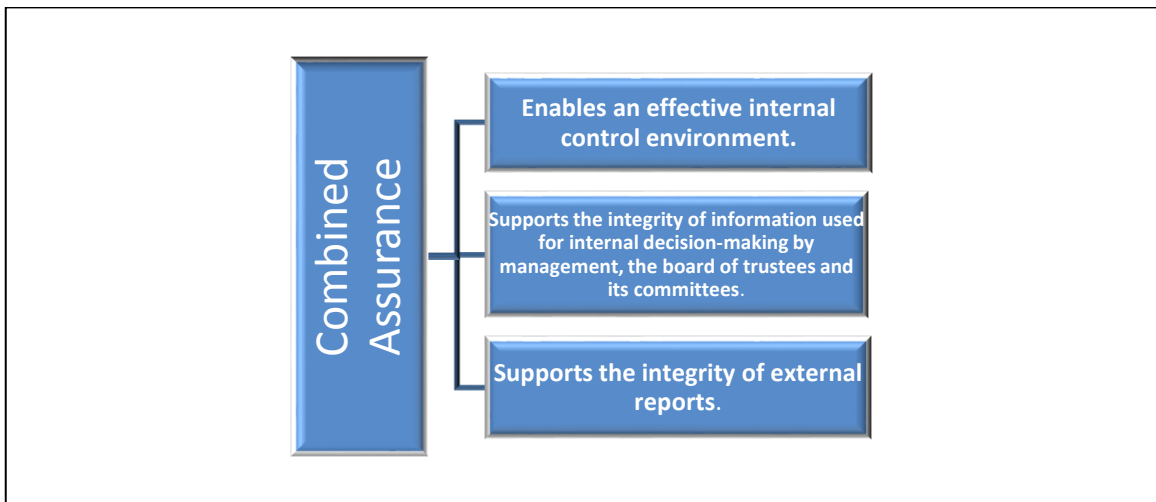 Combined
Assurance
Enables an effective internal
control environment.
Supports the integrity of information used
for internal decision-making by
management, the board of trustees and
its committees.
Supports the integrity of external
reports.